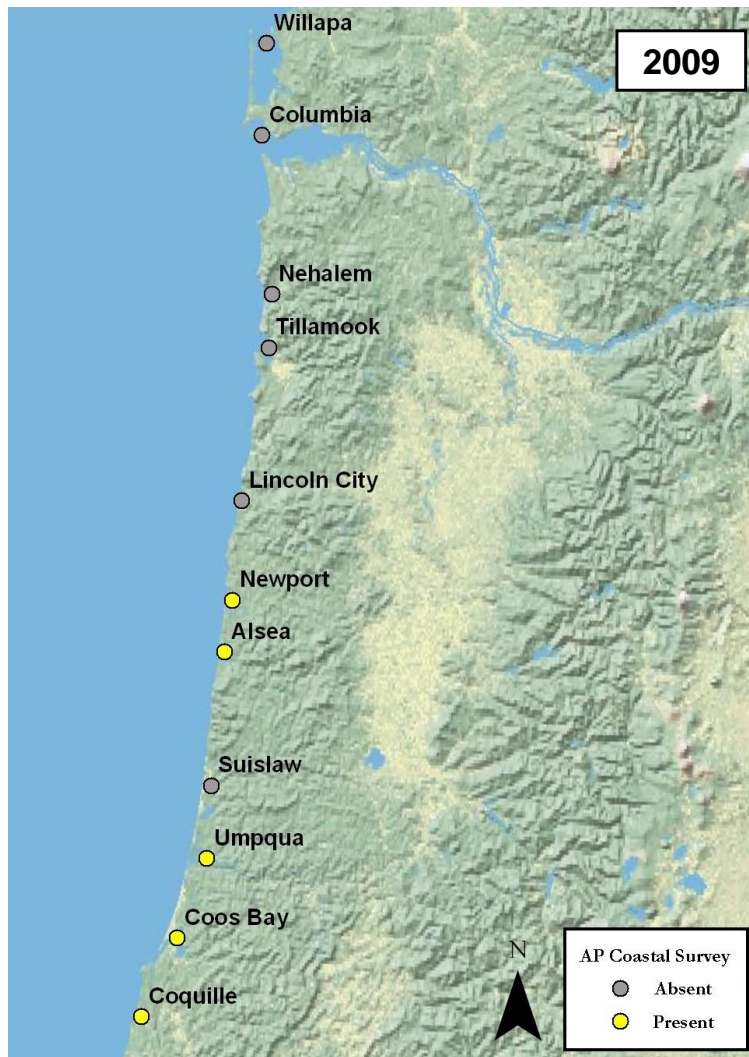 Willapa
2009
Columbia
Nehalem
Tillamook
Lincoln City
Newport
Alsea
Suislaw
Umpqua
Coos Bay
Coquille
N
AP Coastal Survey
Absent
Present